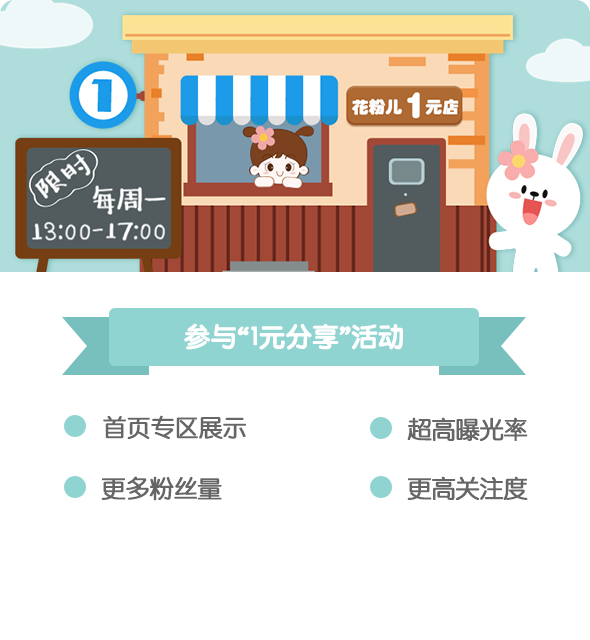 1
花粉儿1元店
限时
每周一
13:00-17:00
参与“1元分享”活动
首页专区展示
超高曝光率
更多粉丝量
更高关注度